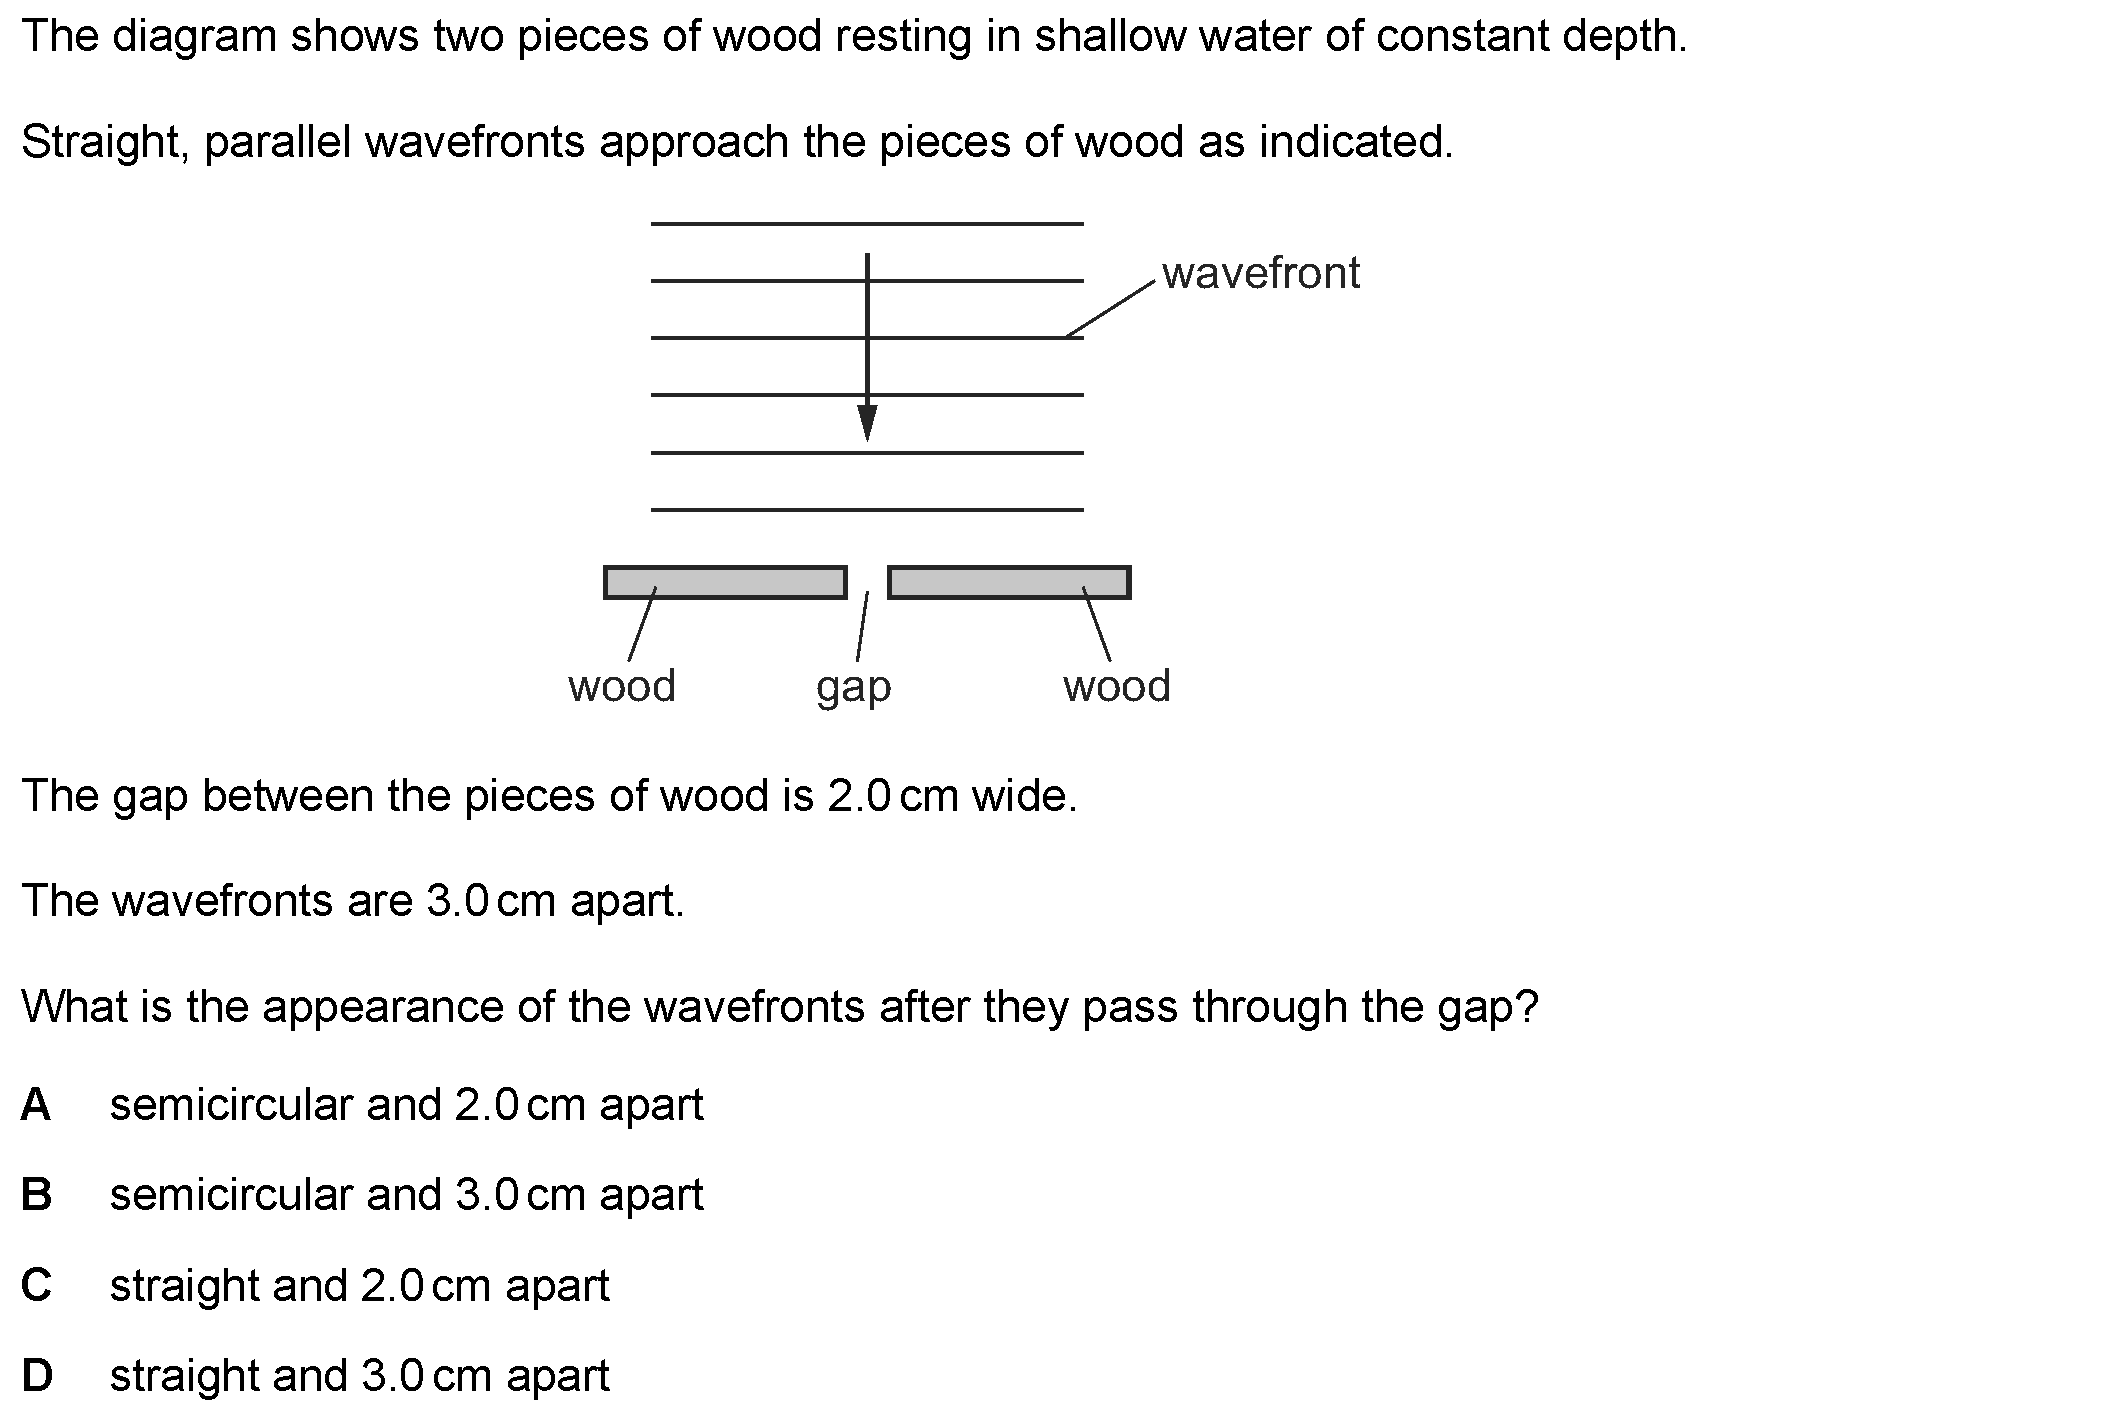 The diagram shows two pieces of wood resting in shallow water of constant depth.
Straight, parallel wavefronts approach the pieces of wood as indicated.
wavefront
wood gap wood
The gap between the pieces of wood is 2.0 cm wide.
The wavefronts are 3.0 cm apart.
What is the appearance of the wavefronts after they pass through the gap?
A semicircular and 2.0 cm apart
B semicircular and 3.0 cm apart
C straight and 2.0 cm apart
D straight and 3.0 cm apart